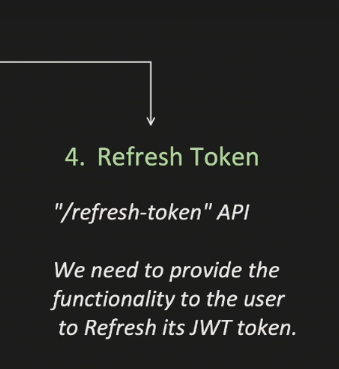 4. Refresh Token
"/refresh-token" API
We need to provide the
functionality to the user
to Refresh its JWT token.